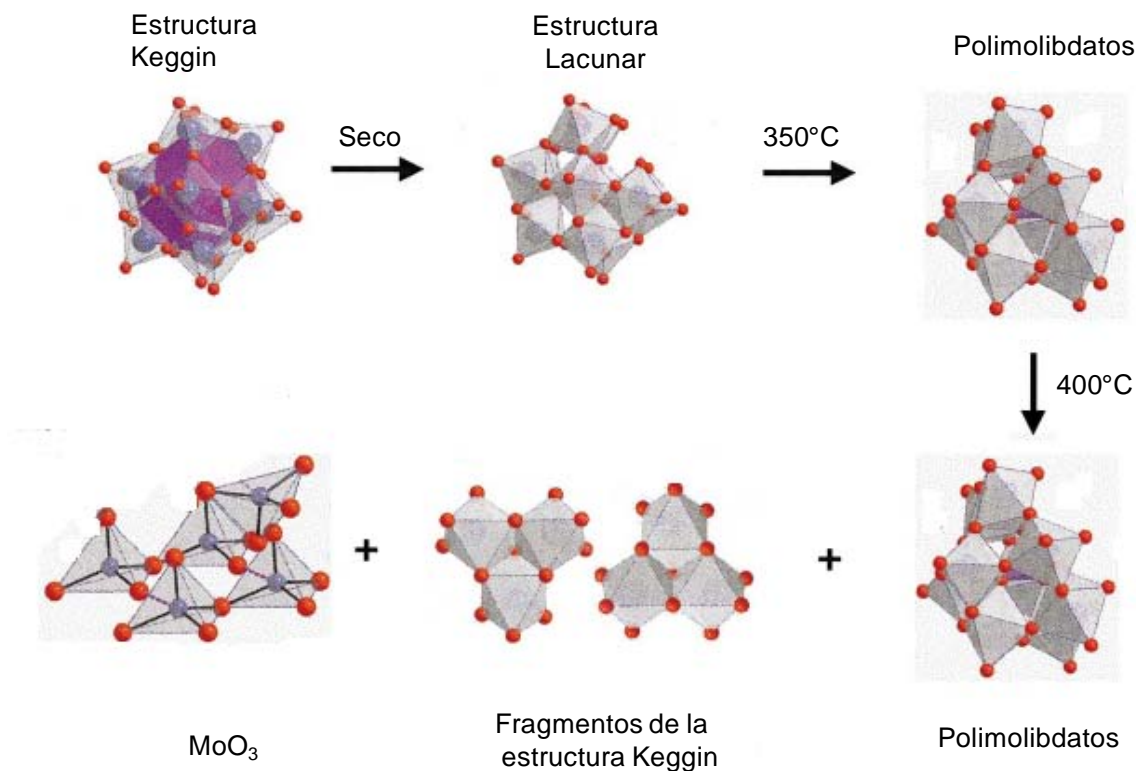 Estructura
Keggin
Seco
Estructura
Lacunar
350°C
Polimolibdatos
400°C
MoO₃
+
Fragmentos de la
estructura Keggin
+
Polimolibdatos